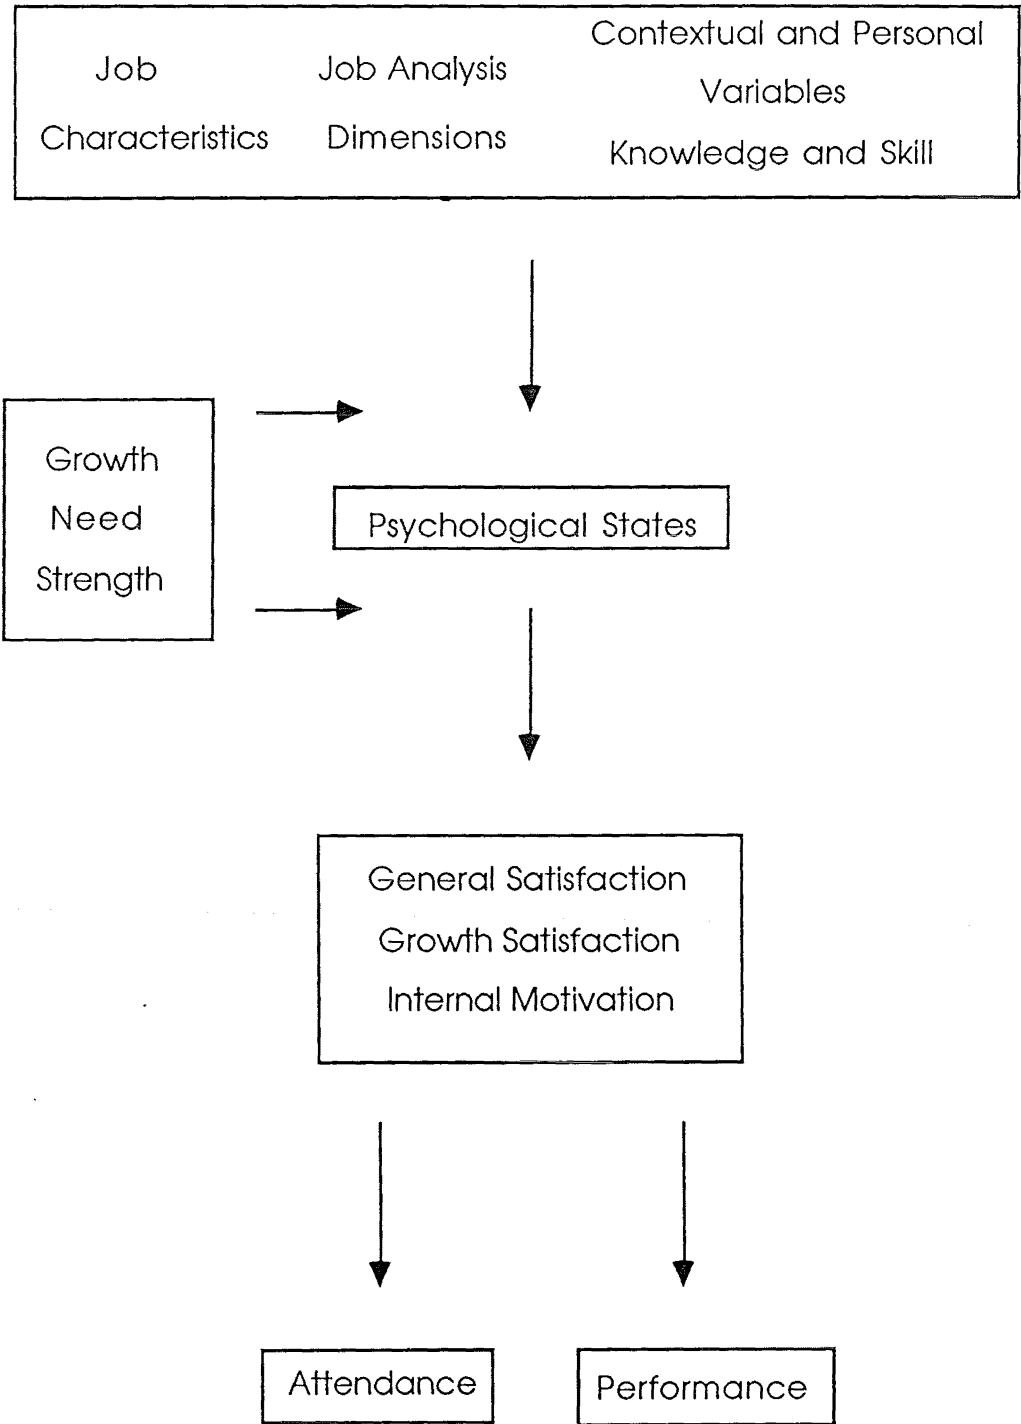 Job
Characteristics
Job Analysis
Dimensions
Contextual and Personal
Variables
Knowledge and Skill
Growth
Need
Strength
Psychological States
General Satisfaction
Growth Satisfaction
Internal Motivation
Attendance
Performance